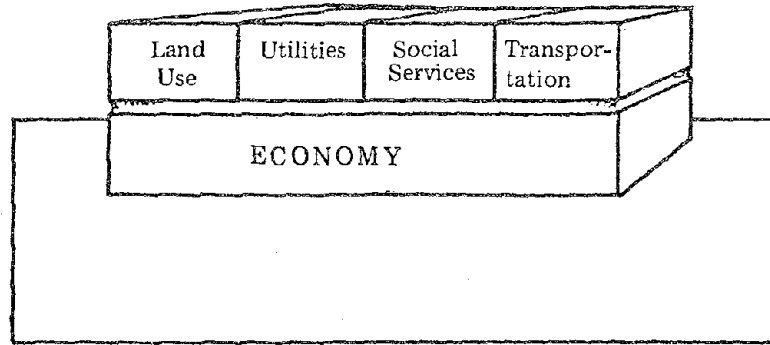 Land Use
Utilities
Social Services
Transpor-
tation
ECONOMY